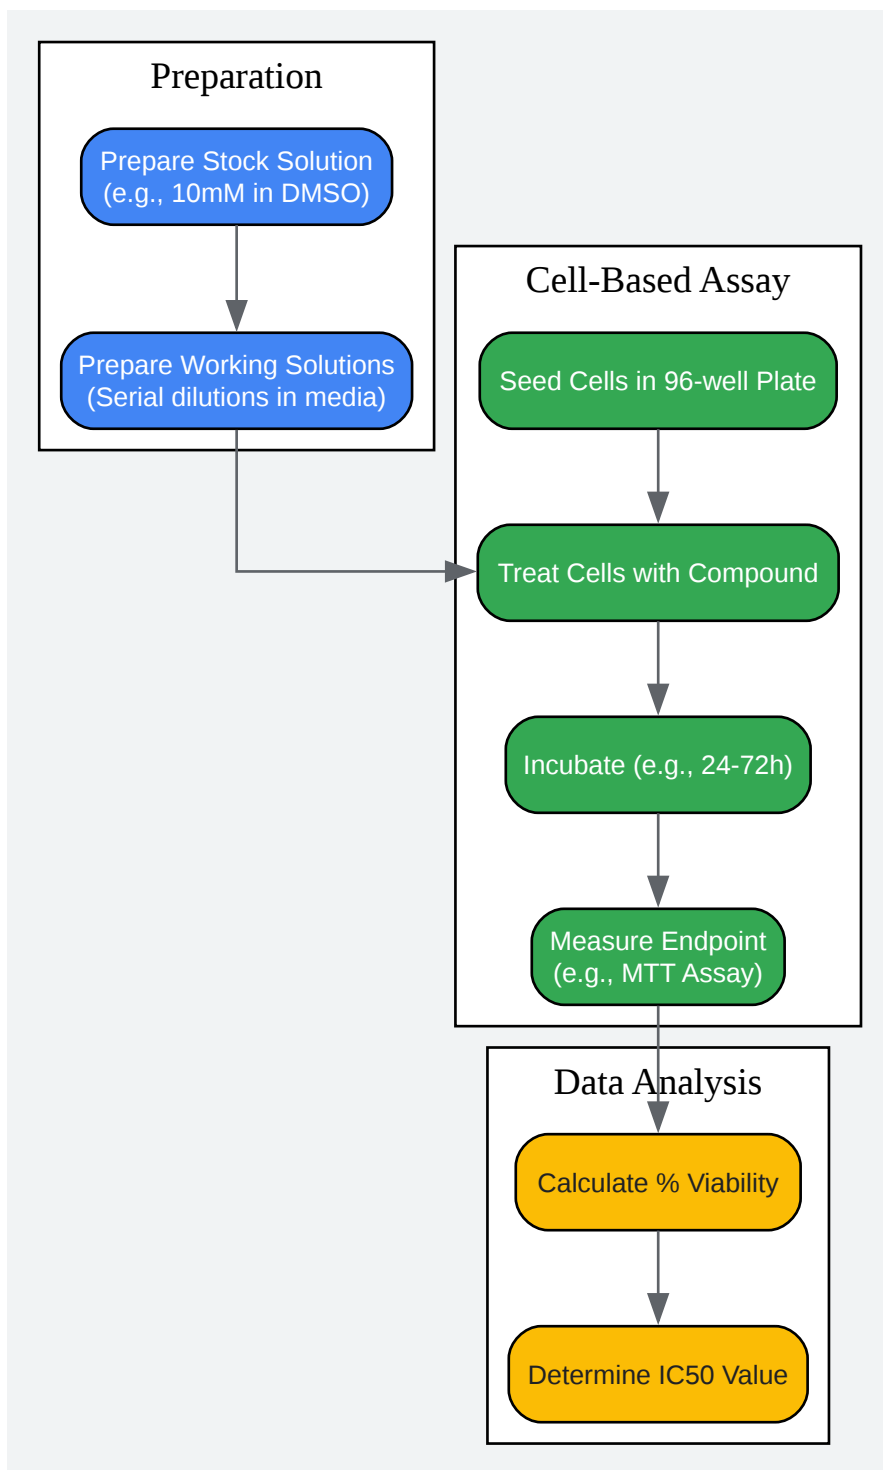 Preparation
Prepare Stock Solution
(e.g., 10mM in DMSO)
Prepare Working Solutions
(Serial dilutions in media)
Cell-Based Assay
Seed Cells in 96-well Plate
Treat Cells with Compound
Incubate (e.g., 24-72h)
Measure Endpoint
(e.g., MTT Assay)
Data Analysis
Calculate % Viability
Determine IC50 Value